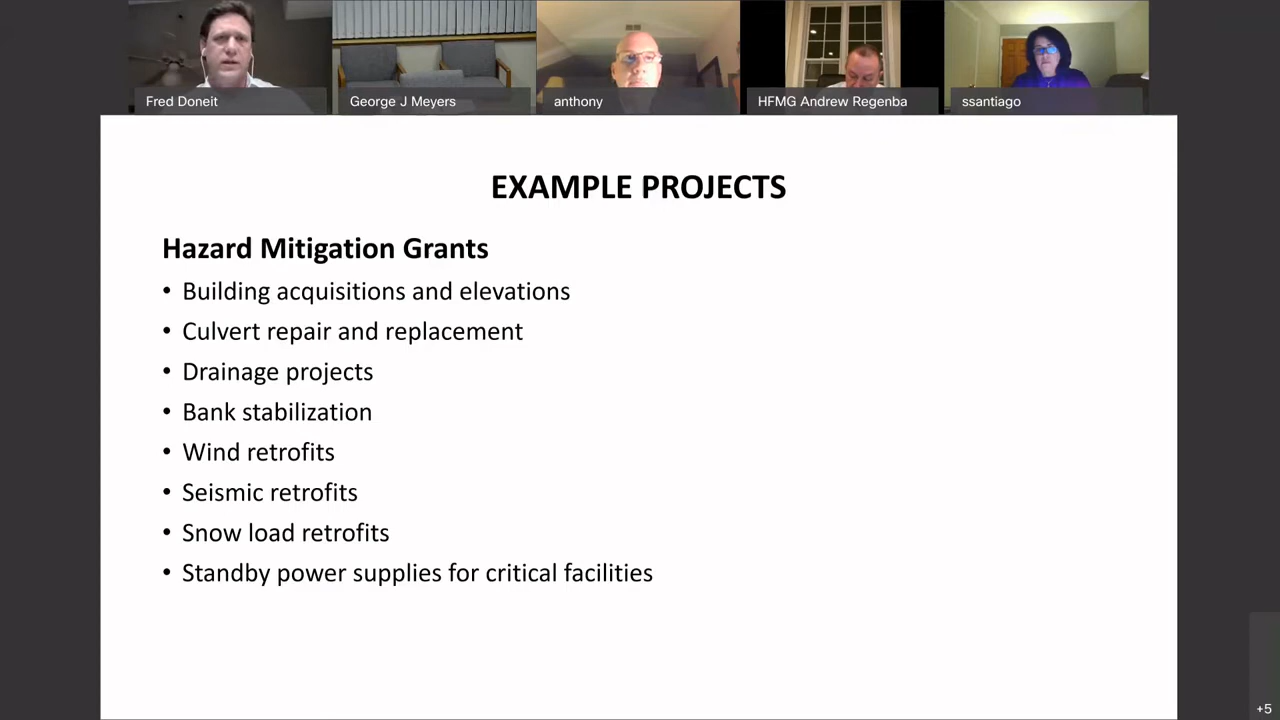 Fred Doneit
George J Meyers
anthony
HFMG Andrew Regenba
ssantiago
EXAMPLE PROJECTS
Hazard Mitigation Grants
• Building acquisitions and elevations
• Culvert repair and replacement
• Drainage projects
• Bank stabilization
• Wind retrofits
• Seismic retrofits
• Snow load retrofits
• Standby power supplies for critical facilities
+5